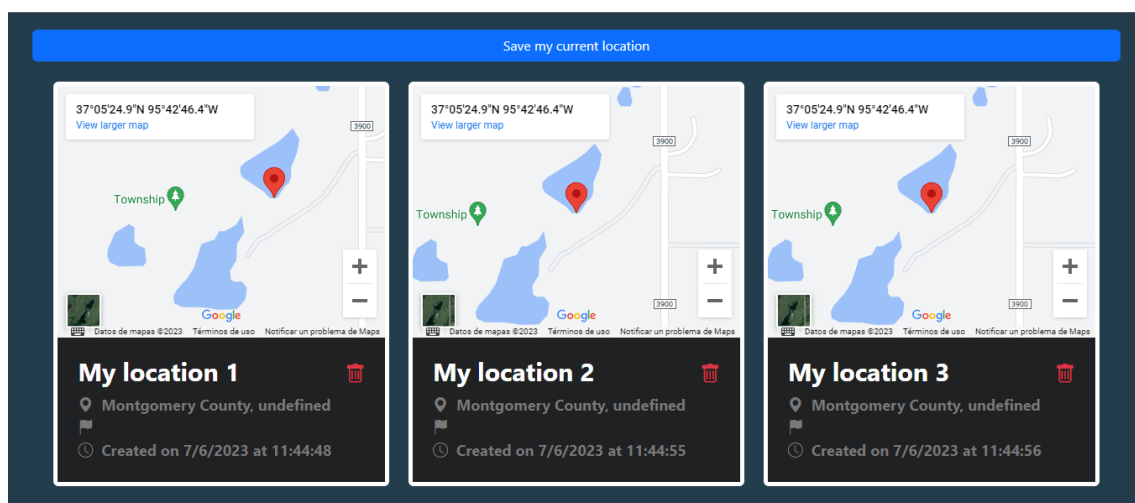 Save my current location
37°05'24.9"N 95°42'46.4"W
View larger map
3900
Township
Google
Datos de mapas ©2023 Términos de uso Notificar un problema de Maps
My location 1
Montgomery County, undefined
Created on 7/6/2023 at 11:44:48
37°05'24.9"N 95°42'46.4"W
View larger map
3900
Township
3900
Google
Datos de mapas ©2023 Términos de uso Notificar un problema de Maps
My location 2
Montgomery County, undefined
Created on 7/6/2023 at 11:44:55
37°05'24.9"N 95°42'46.4"W
View larger map
3900
Township
3900
Google
Datos de mapas ©2023 Términos de uso Notificar un problema de Maps
My location 3
Montgomery County, undefined
Created on 7/6/2023 at 11:44:56